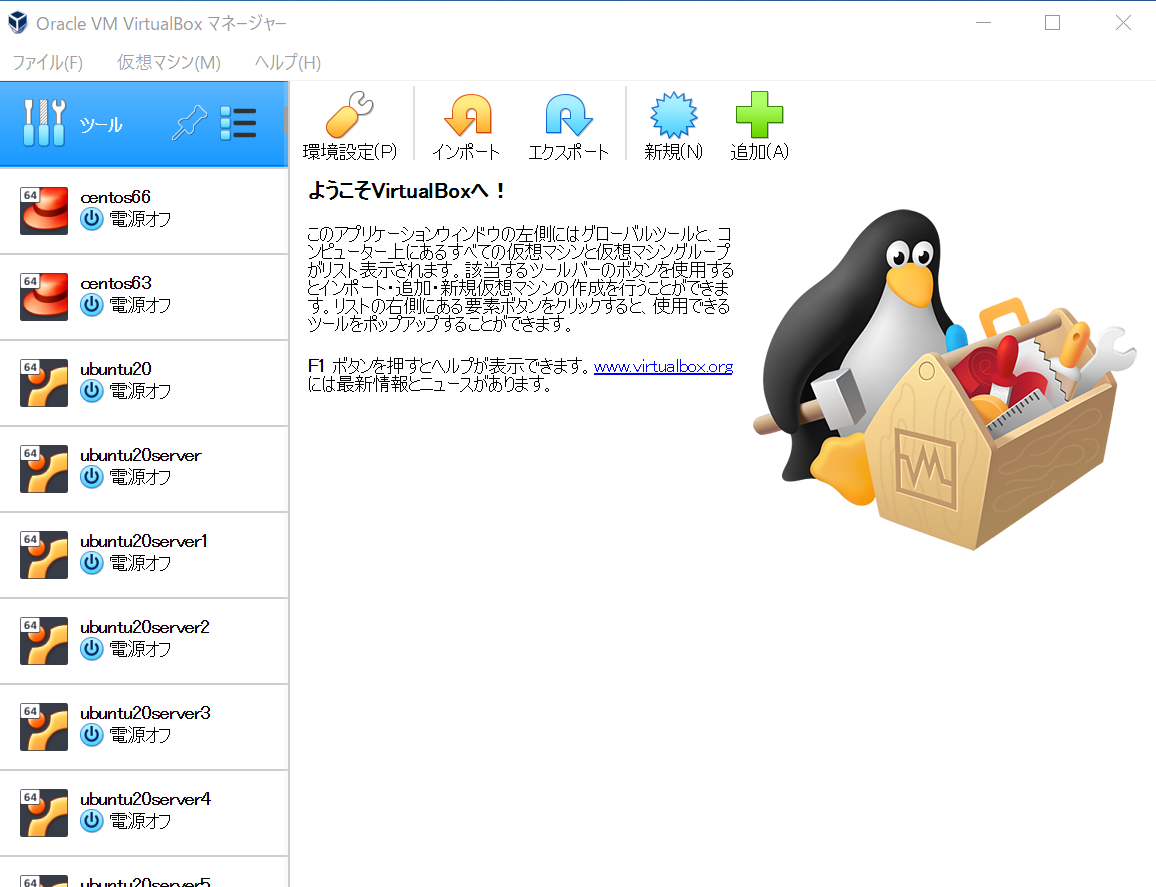 Oracle VM VirtualBox マネージャー
ファイル(F) 仮想マシン(M) ヘルプ(H)
ツール
環境設定(P) インポート エクスポート 新規(N) 追加(A)
64 centos66
電源オフ
64 centos63
電源オフ
64 ubuntu20
電源オフ
64 ubuntu20server
電源オフ
64 ubuntu20server1
電源オフ
64 ubuntu20server2
電源オフ
64 ubuntu20server3
電源オフ
64 ubuntu20server4
電源オフ
64 ubuntu20server5
ようこそVirtualBoxへ！
このアプリケーションウィンドウの左側にはグローバルツールと、コ
ンピューター上にあるすべての仮想マシンと仮想マシングループ
がリスト表示されます。該当するツールバーのボタンを使用する
とインポート・追加・新規仮想マシンの作成を行うことができま
す。リストの右側にある要素ボタンをクリックすると、使用できる
ツールをポップアップすることができます。
F1 ボタンを押すとヘルプが表示できます。www.virtualbox.org
には最新情報とニュースがあります。